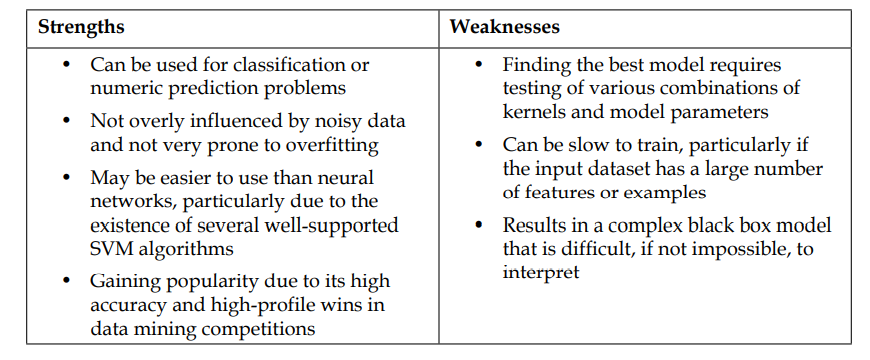 Strengths
• Can be used for classification or
numeric prediction problems
• Not overly influenced by noisy data
and not very prone to overfitting
• May be easier to use than neural
networks, particularly due to the
existence of several well-supported
SVM algorithms
• Gaining popularity due to its high
accuracy and high-profile wins in
data mining competitions
Weaknesses
• Finding the best model requires
testing of various combinations of
kernels and model parameters
• Can be slow to train, particularly if
the input dataset has a large number
of features or examples
• Results in a complex black box model
that is difficult, if not impossible, to
interpret